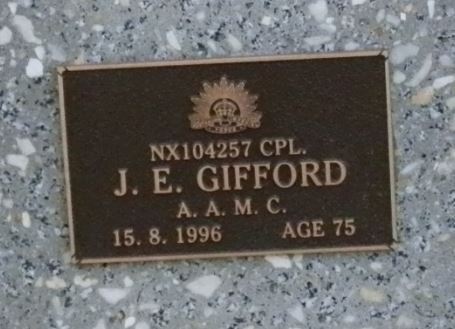 NX104257 CPL.
J. E. GIFFORD
A. A. M. C.
15. 8. 1996 AGE 75